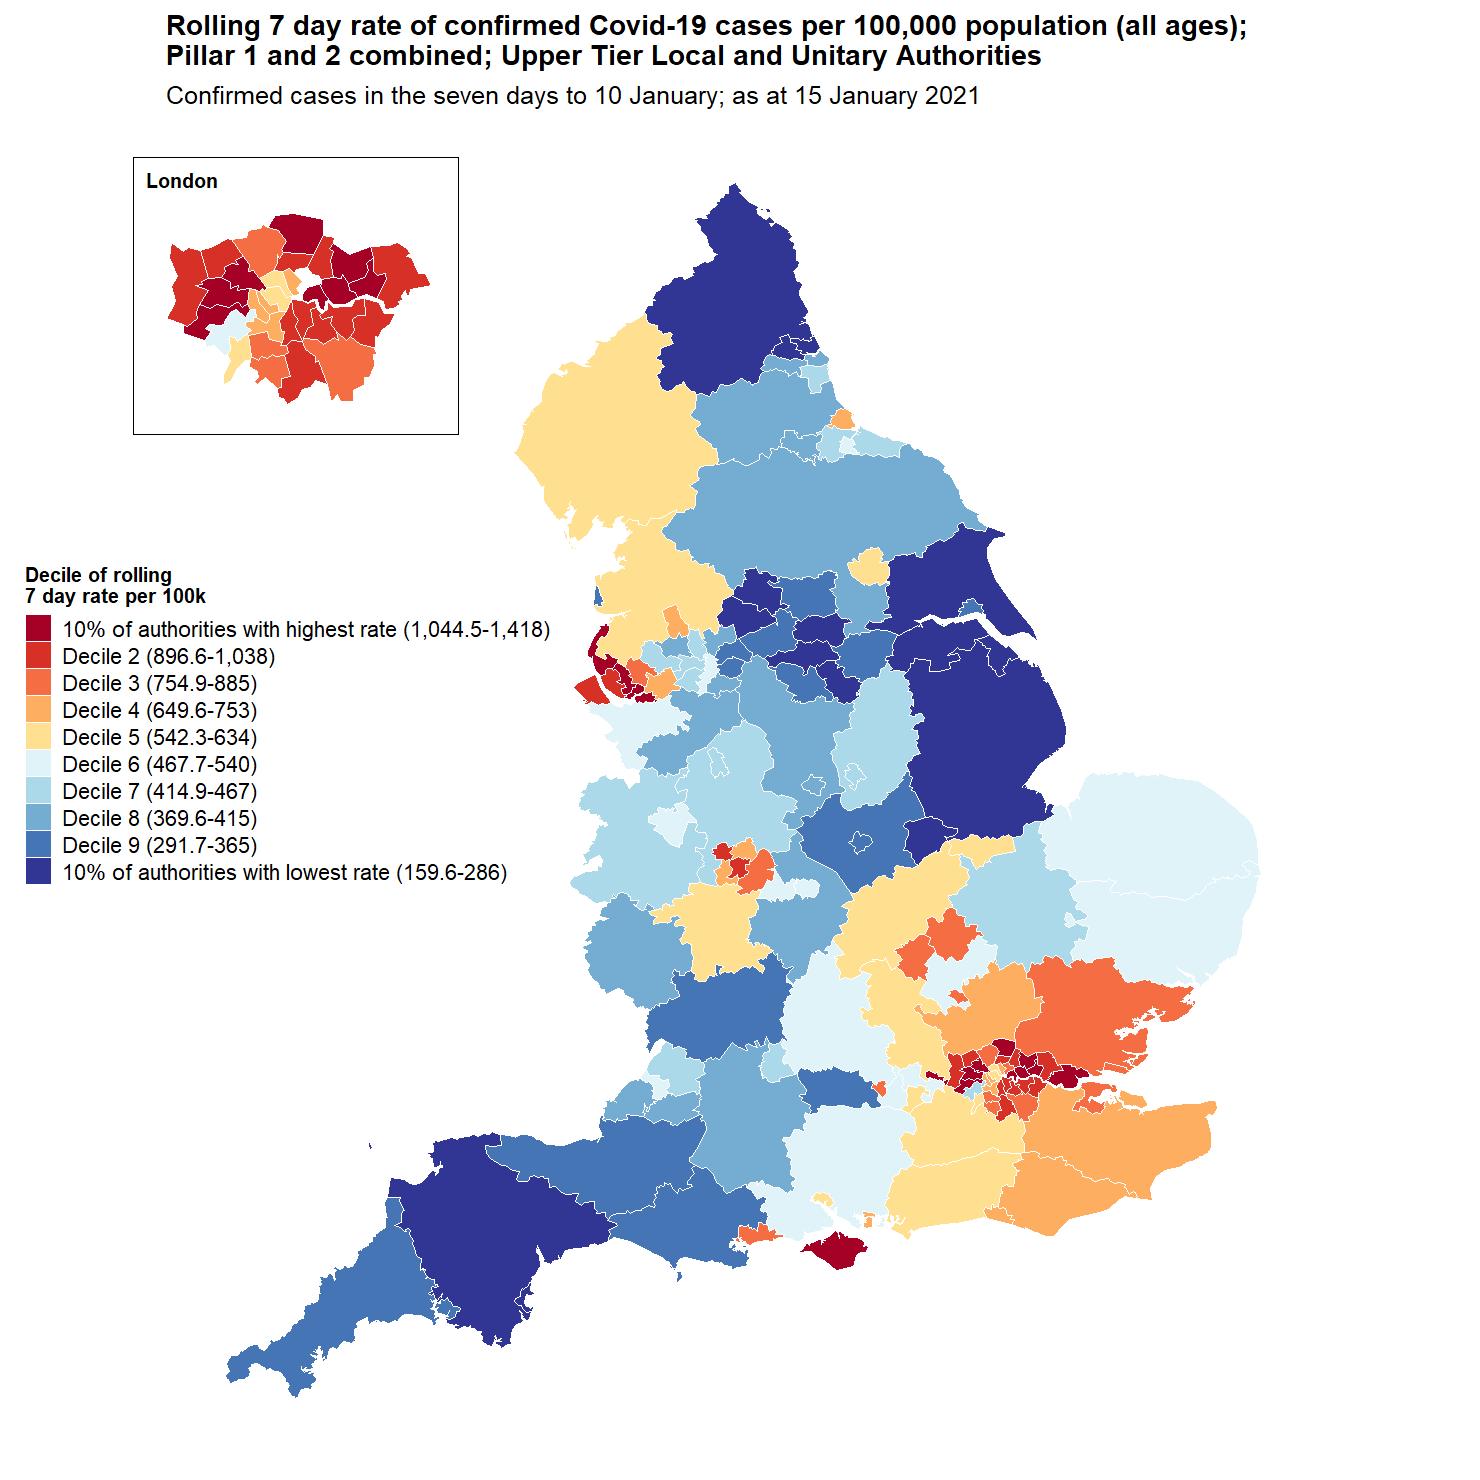 Rolling 7 day rate of confirmed Covid-19 cases per 100,000 population (all ages);
Pillar 1 and 2 combined; Upper Tier Local and Unitary Authorities
Confirmed cases in the seven days to 10 January; as at 15 January 2021
London
Decile of rolling
7 day rate per 100k
10% of authorities with highest rate (1,044.5-1,418)
Decile 2 (896.6-1,038)
Decile 3 (754.9-885)
Decile 4 (649.6-753)
Decile 5 (542.3-634)
Decile 6 (467.7-540)
Decile 7 (414.9-467)
Decile 8 (369.6-415)
Decile 9 (291.7-365)
10% of authorities with lowest rate (159.6-286)